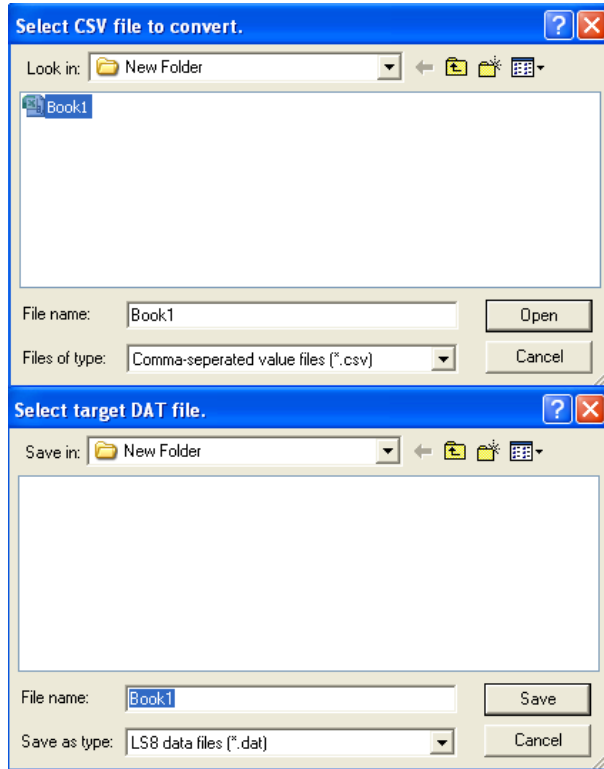 Select CSV file to convert.
Look in: New Folder
Book1
File name: Book1 Open
Files of type: Comma-seperated value files (*.csv) Cancel
Select target DAT file.
Save in: New Folder
File name: Book1 Save
Save as type: LS8 data files (*.dat) Cancel